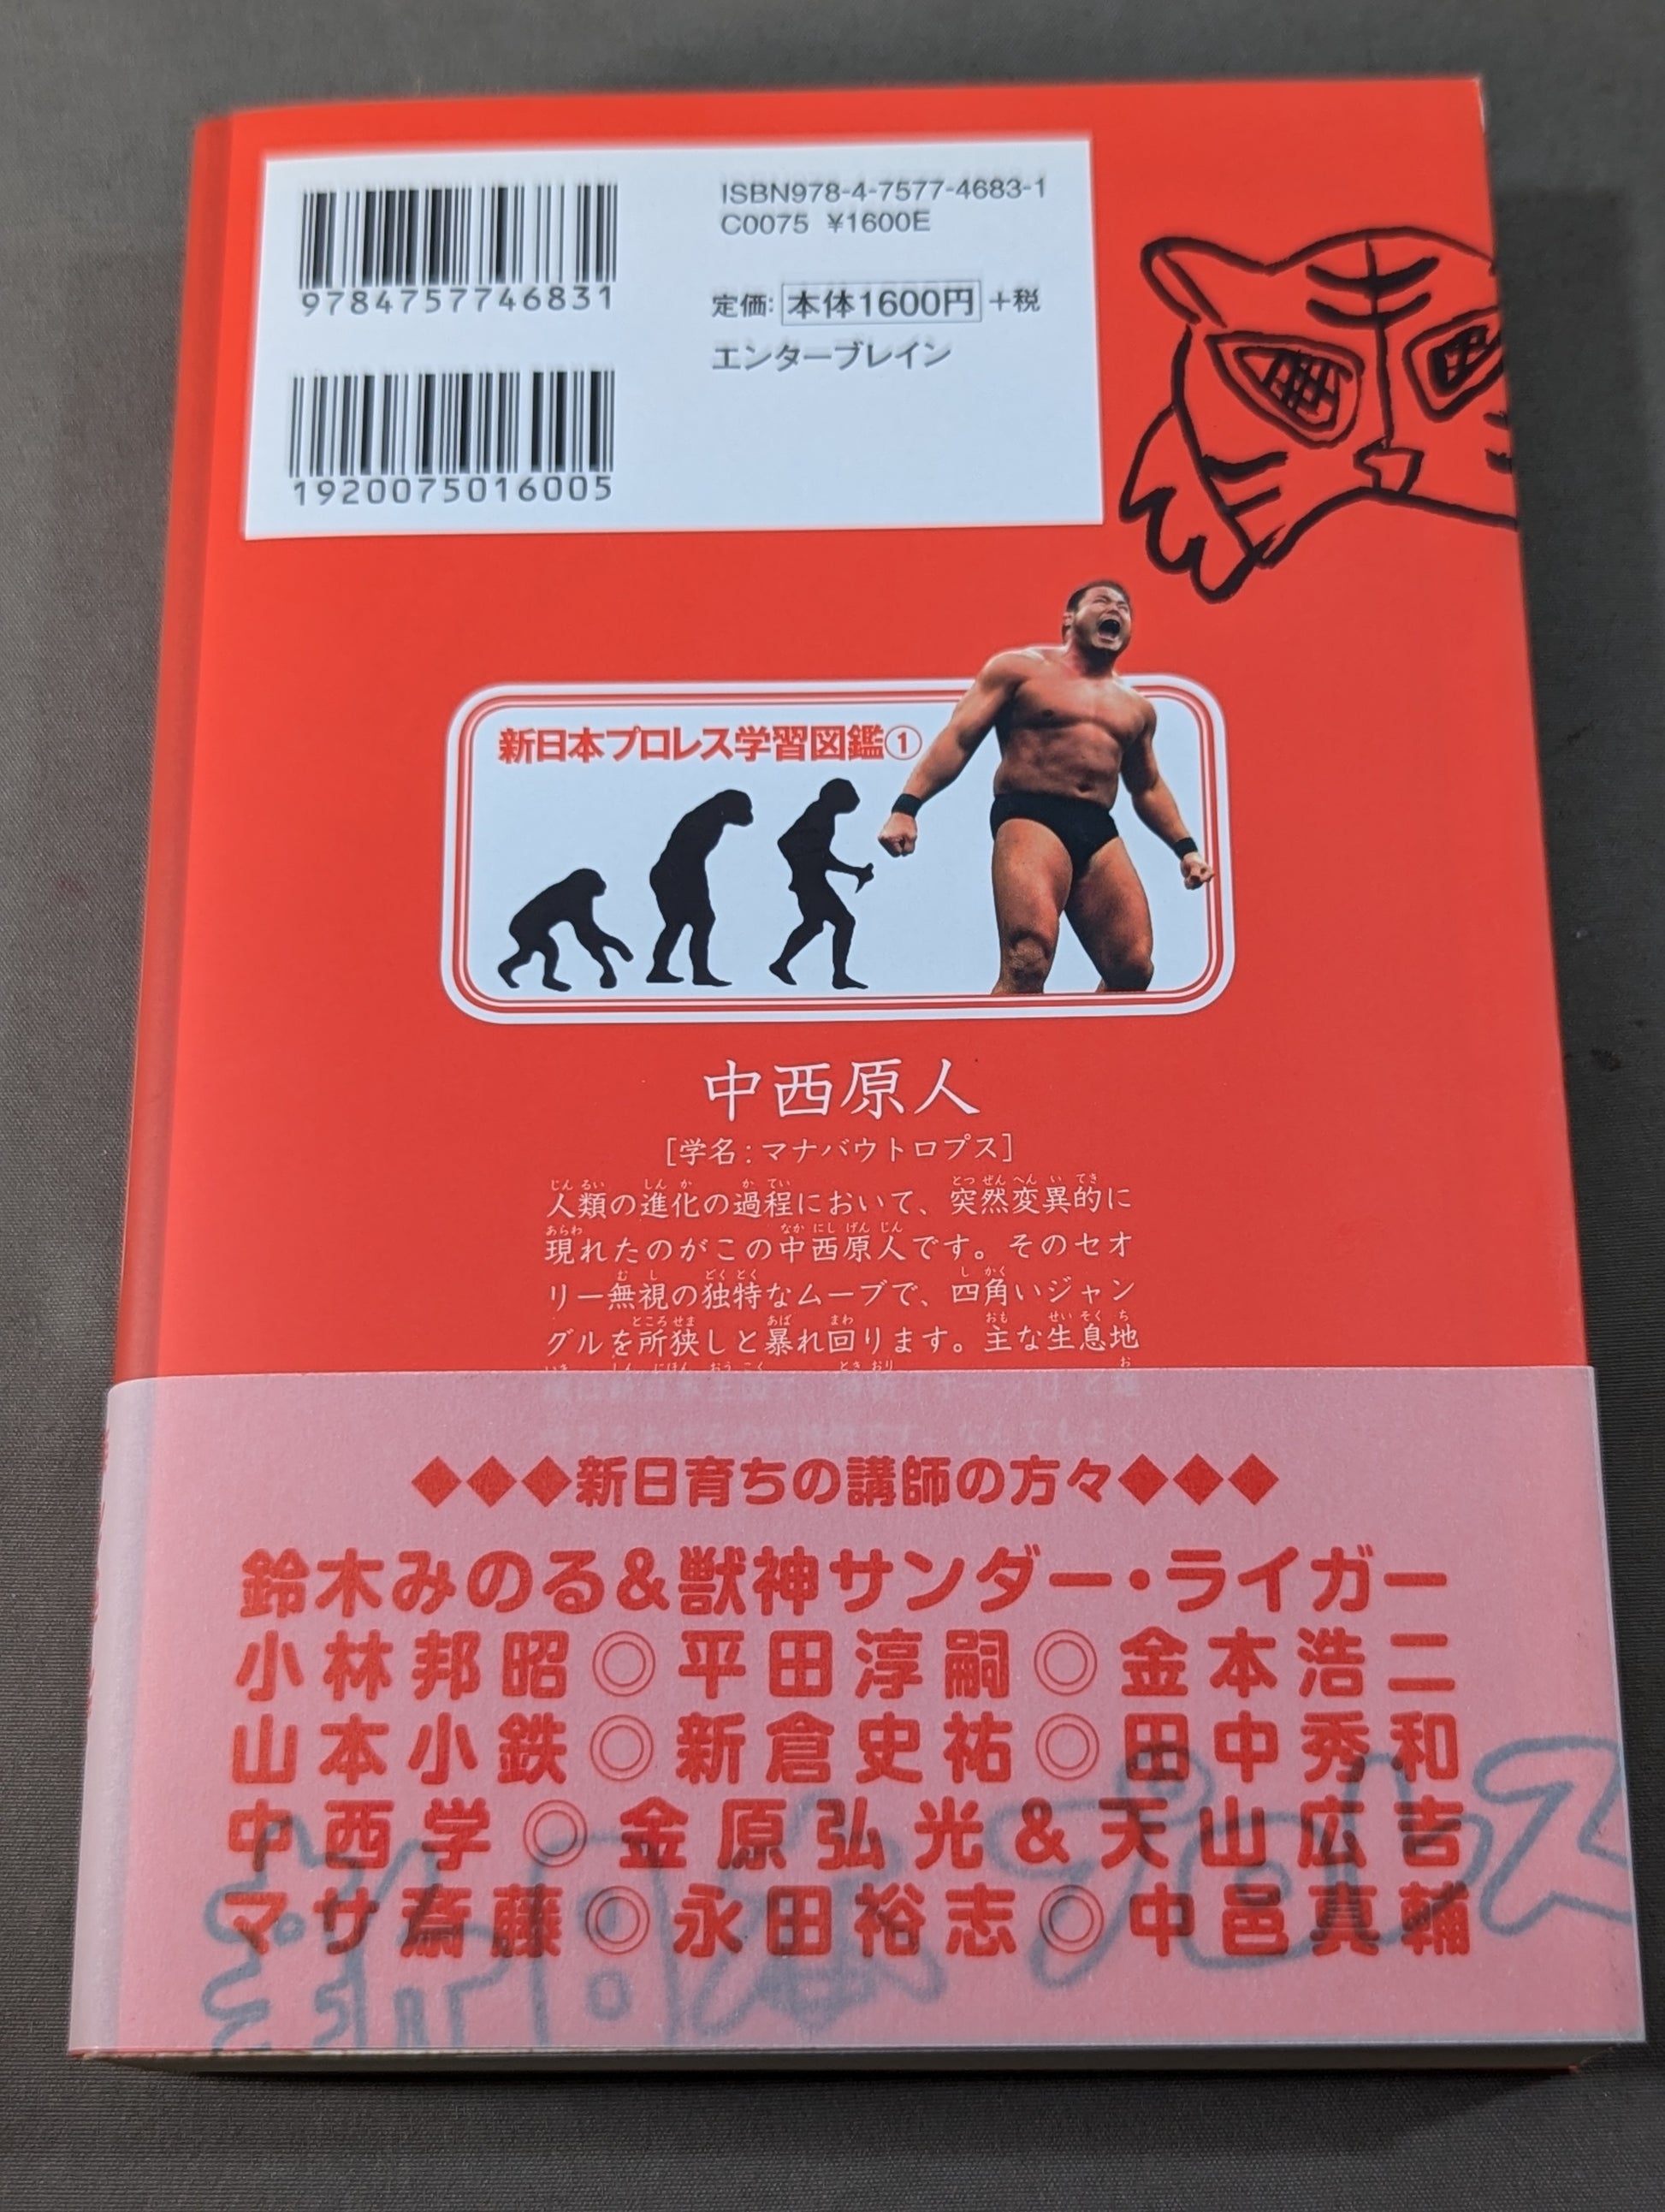 9784757746831
1920075016005
ISBN978-4-7577-4683-1
C0075 ¥1600E
定価:本体1600円+税
エンターブレイン
新日本プロレス学習図鑑①
中西原人
[学名:マナバウトロプス]
人類の進化の過程において、突然変異的に
現れたのがこの中西原人です。そのセオ
リー無視の独特なムーブで、四角いジャン
グルを所狭しと暴れ回ります。主な生息地
◆◆◆新日育ちの講師の方々◆◆◆
鈴木みのる&獣神サンダー・ライガー
小林邦昭◎平田淳嗣◎金本浩二
山本小鉄◎新倉史祐◎田中秀和
中西学◎金原弘光&天山広吉
マサ斎藤◎永田裕志◎中邑真輔